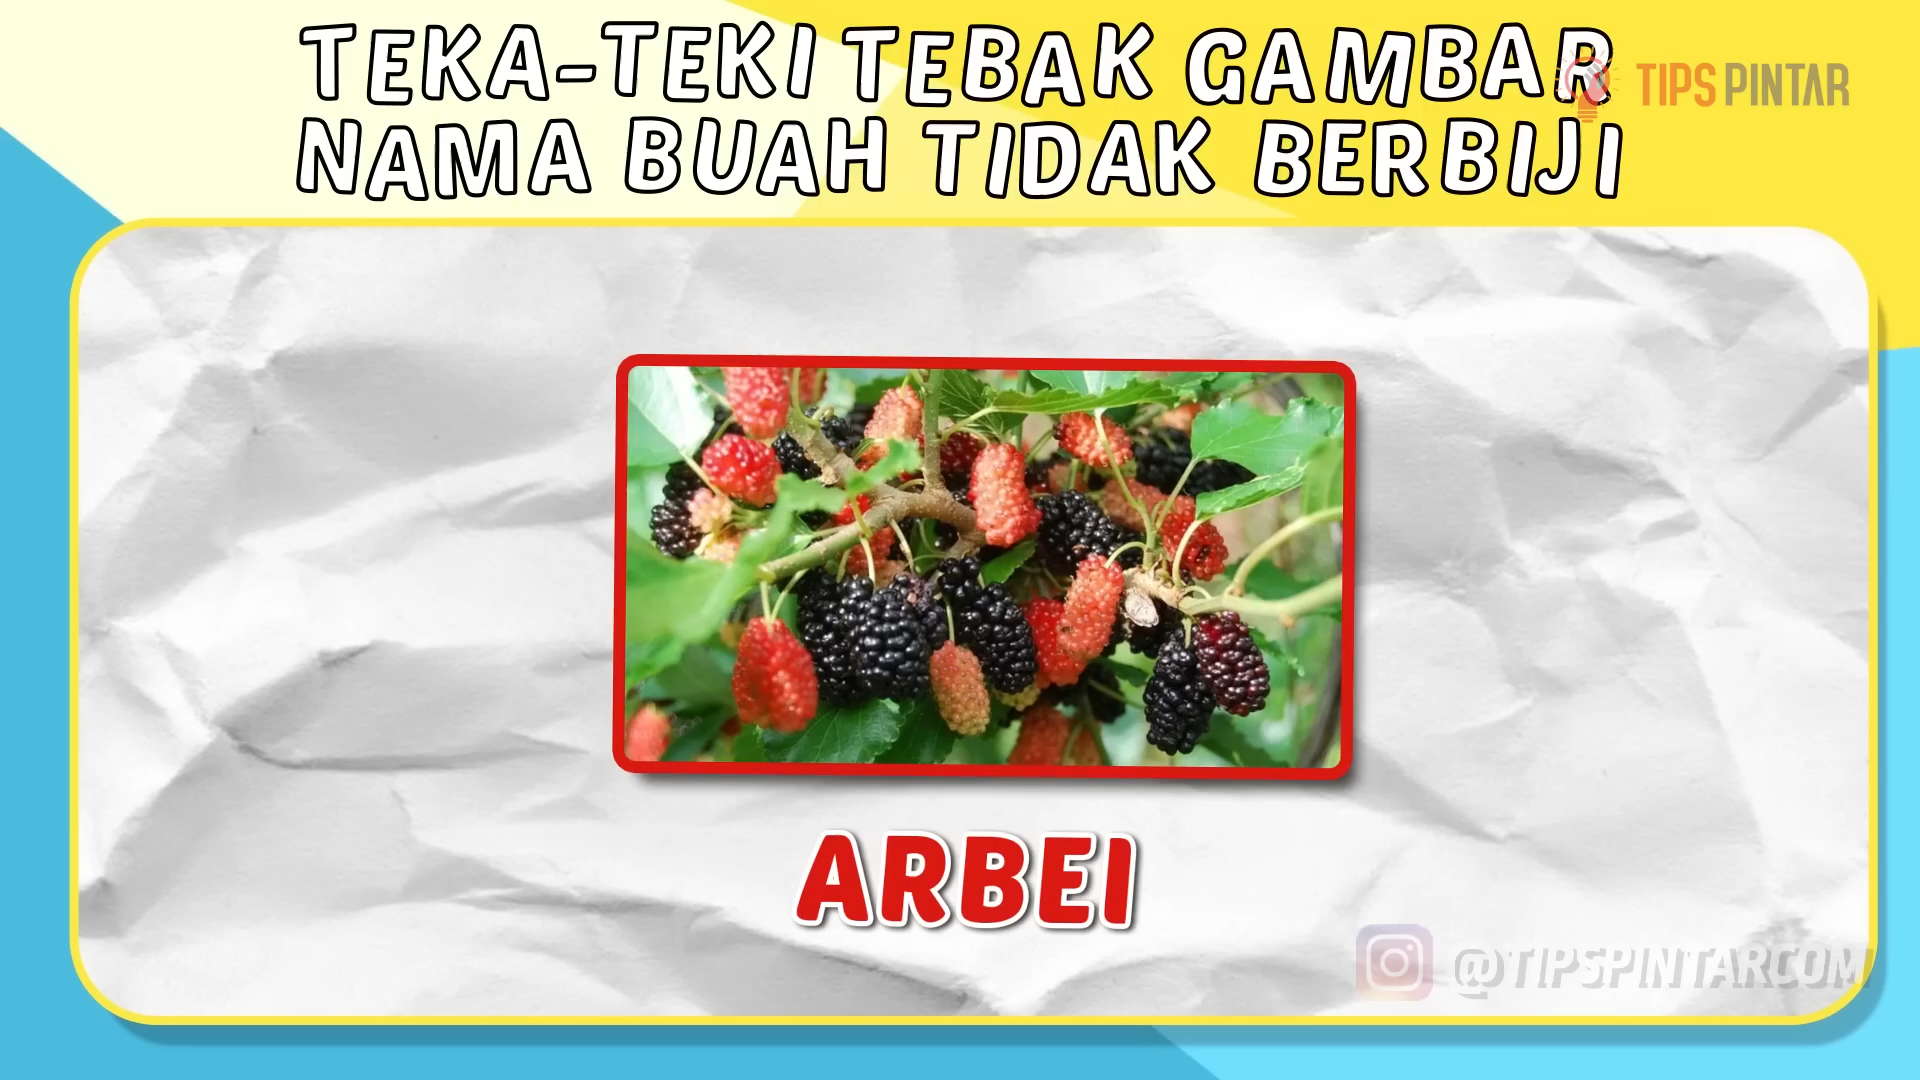 TEKA-TEKI TEBAK GAMBAR
NAMA BUAH TIDAK BERBIJI
TIPS PINTAR
ARBEI
@TIPSPINTARCOM